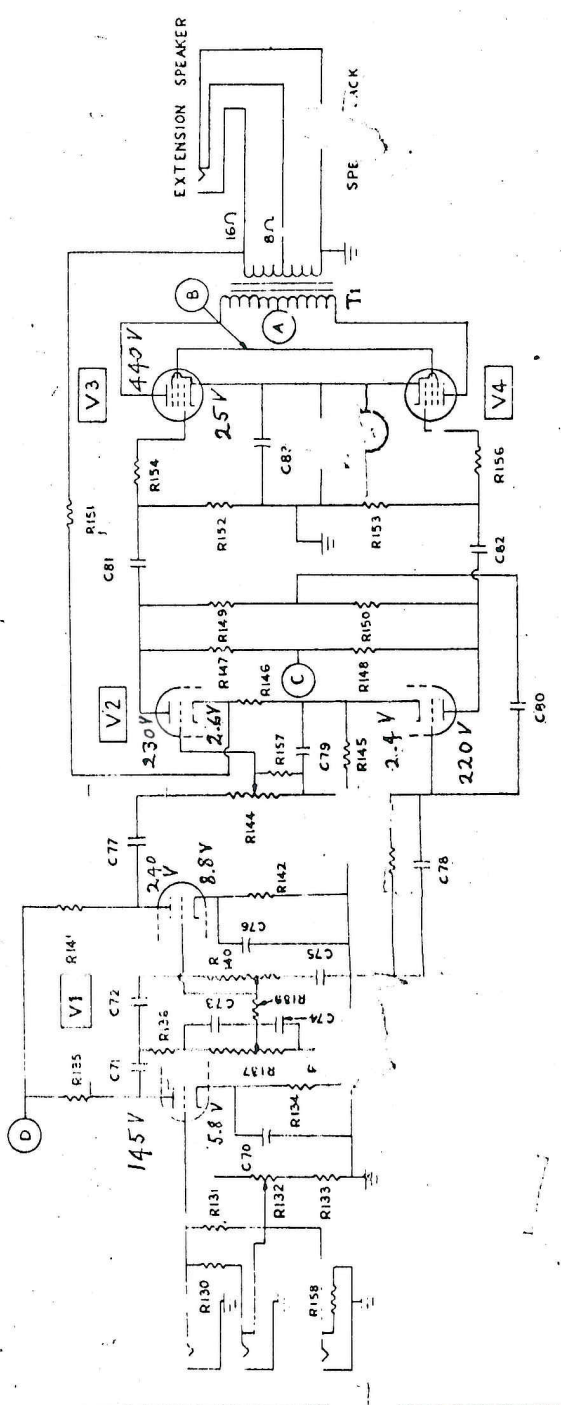 EXTENSION SPEAKER
16Ω
8Ω
SPE
ACK
B
A
T1
440V
V3
25V
V4
R151
R154
C83
R156
R152
R153
C81
C82
R149
R150
R147
R148
R146
C
C80
V2
230V
2.6V
R157
C79
R145
2.4V
220V
R144
C77
240
V
8.8V
R142
C76
C75
C78
R141
V1
C72
R
140
C73
R139
C74
R136
R135
C71
R137
D
145V
5.8V
R134
C70
R131
R132
R133
R130
R158